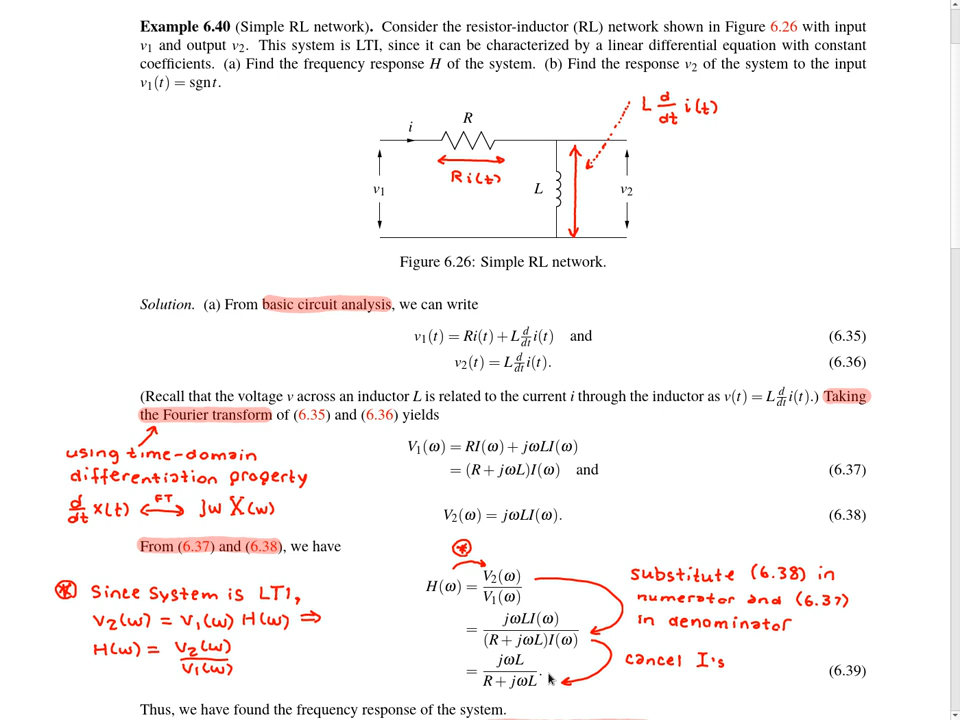 Example 6.40 (Simple RL network). Consider the resistor-inductor (RL) network shown in Figure 6.26 with input
v₁ and output v₂. This system is LTI, since it can be characterized by a linear differential equation with constant
coefficients. (a) Find the frequency response H of the system. (b) Find the response v₂ of the system to the input
v₁(t) = sgn t.
L d/dt i(t)
i
R
Ri(t)
v₁
L
v₂
Figure 6.26: Simple RL network.
Solution. (a) From basic circuit analysis, we can write
v₁(t) = Ri(t) + L d/dt i(t) and (6.35)
v₂(t) = L d/dt i(t). (6.36)
(Recall that the voltage v across an inductor L is related to the current i through the inductor as v(t) = L d/dt i(t).) Taking
the Fourier transform of (6.35) and (6.36) yields
V₁(ω) = RI(ω) + jωLI(ω)
= (R + jωL)I(ω) and (6.37)
V₂(ω) = jωLI(ω). (6.38)
using time-domain
differentiation property
d/dt x(t) ⟷ FT jω X(ω)
From (6.37) and (6.38), we have
H(ω) = V₂(ω)/V₁(ω)
= jωLI(ω)/(R + jωL)I(ω)
= jωL/R + jωL. (6.39)
⊛
⊛ Since system is LTI,
V₂(ω) = V₁(ω) H(ω) ⇒
H(ω) = V₂(ω)/V₁(ω)
substitute (6.38) in
numerator and (6.37)
in denominator
cancel I's
Thus, we have found the frequency response of the system.